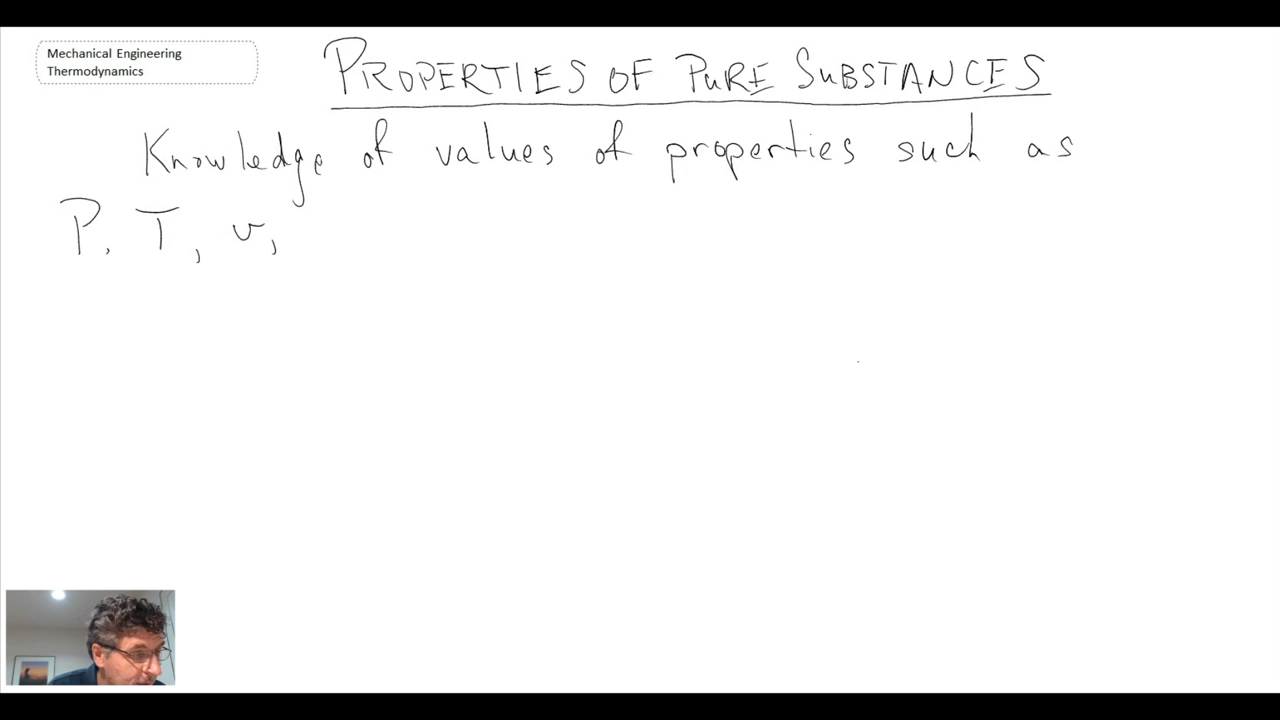 Mechanical Engineering
Thermodynamics
PROPERTIES OF PURE SUBSTANCES
Knowledge of values of properties such as
P, T, v,